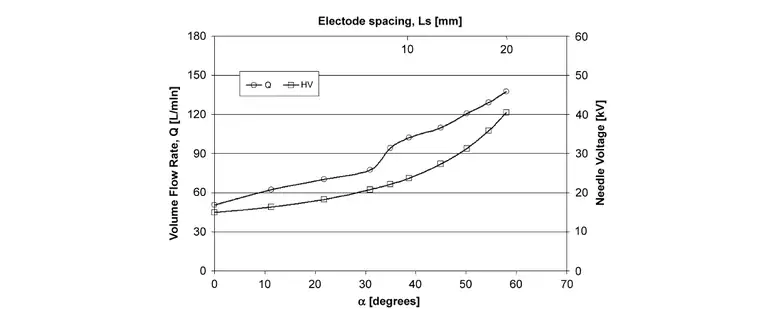 Electode spacing, Ls [mm]
10 20
180 60
150 50
120 40
90 30
60 20
30 10
0 0
Q HV
Volume Flow Rate, Q [L/min]
Needle Voltage [kV]
0 10 20 30 40 50 60 70
α [degrees]